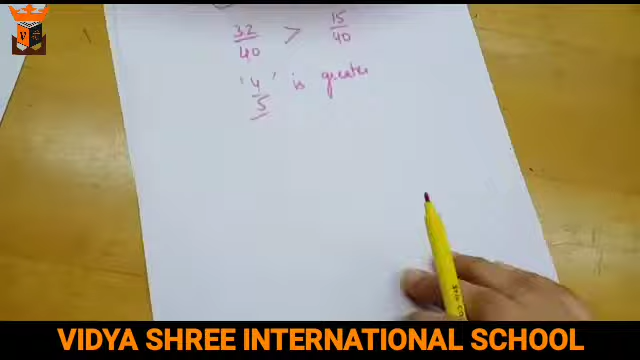 32/40 > 15/40
'4/5' is greater
VIDYA SHREE INTERNATIONAL SCHOOL